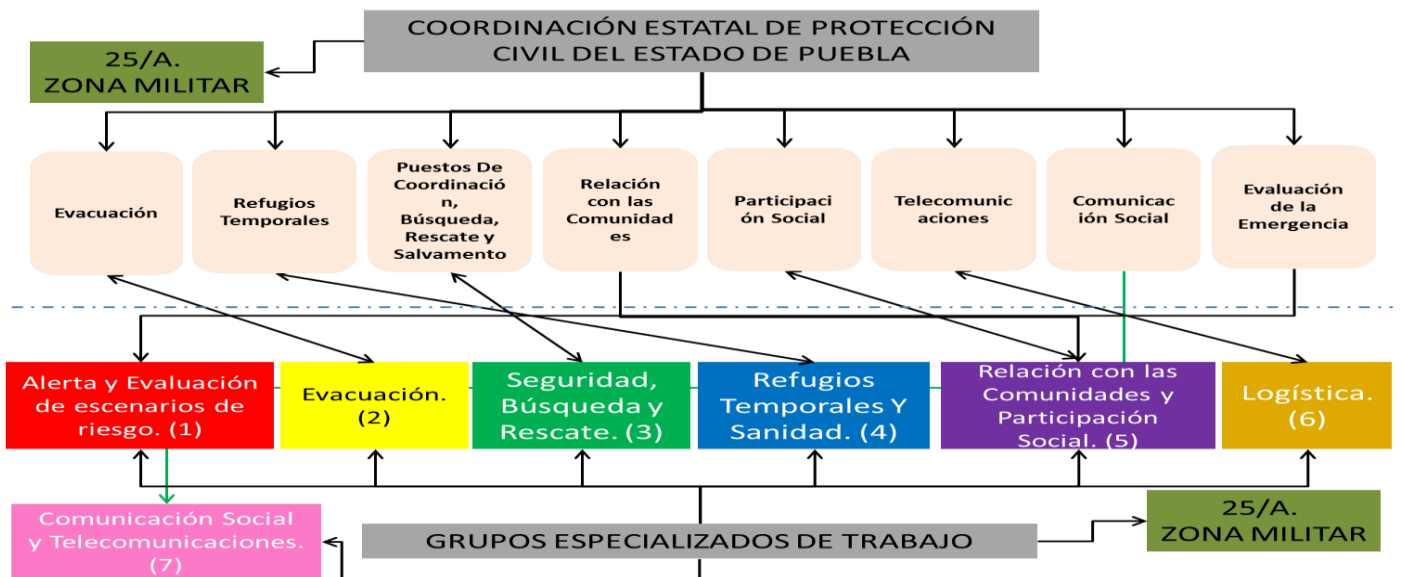 COORDINACIÓN ESTATAL DE PROTECCIÓN
CIVIL DEL ESTADO DE PUEBLA
25/A.
ZONA MILITAR
Evacuación
Refugios
Temporales
Puestos De
Coordinació
n,
Búsqueda,
Rescate y
Salvamento
Relación
con las
Comunidad
es
Participaci
ón Social
Telecomunic
aciones
Comunicac
ión Social
Evaluación
de la
Emergencia
Alerta y Evaluación
de escenarios de
riesgo. (1)
Evacuación.
(2)
Seguridad,
Búsqueda y
Rescate. (3)
Refugios
Temporales Y
Sanidad. (4)
Relación con las
Comunidades y
Participación
Social. (5)
Logística.
(6)
Comunicación Social
y Telecomunicaciones.
(7)
GRUPOS ESPECIALIZADOS DE TRABAJO
25/A.
ZONA MILITAR